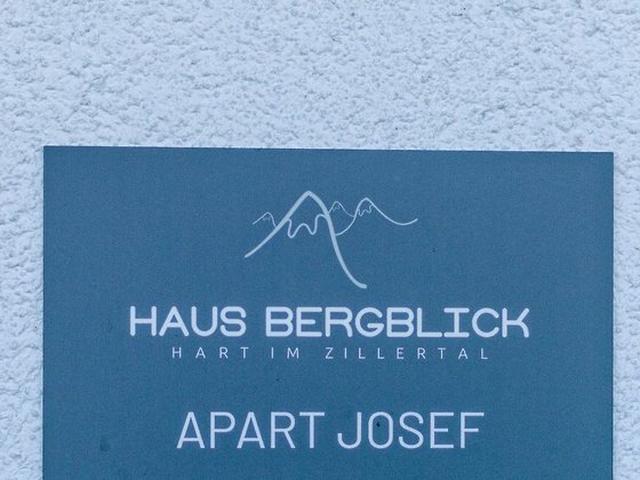 HAUS BERGBLICK
HART IM ZILLERTAL
APART JOSEF